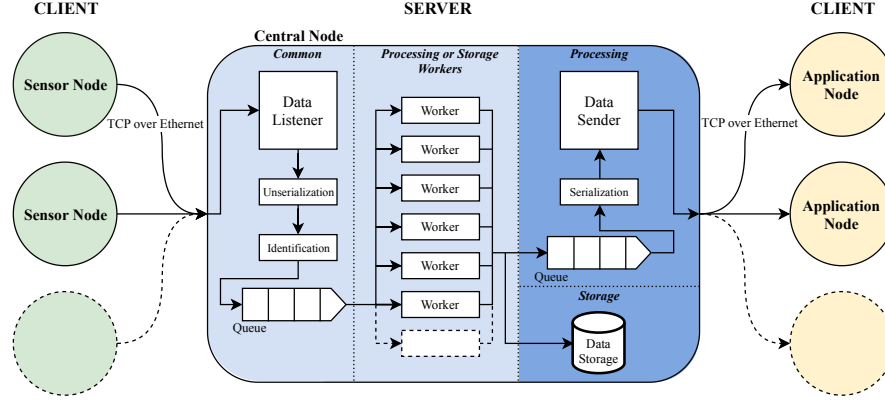 CLIENT
SERVER
CLIENT
Central Node
Common
Processing or Storage
Workers
Processing
Sensor Node
TCP over Ethernet
Sensor Node
Data
Listener
Unserialization
Identification
Queue
Worker
Worker
Worker
Worker
Worker
Worker
Data
Sender
Serialization
Queue
Storage
Data
Storage
TCP over Ethernet
Application
Node
Application
Node